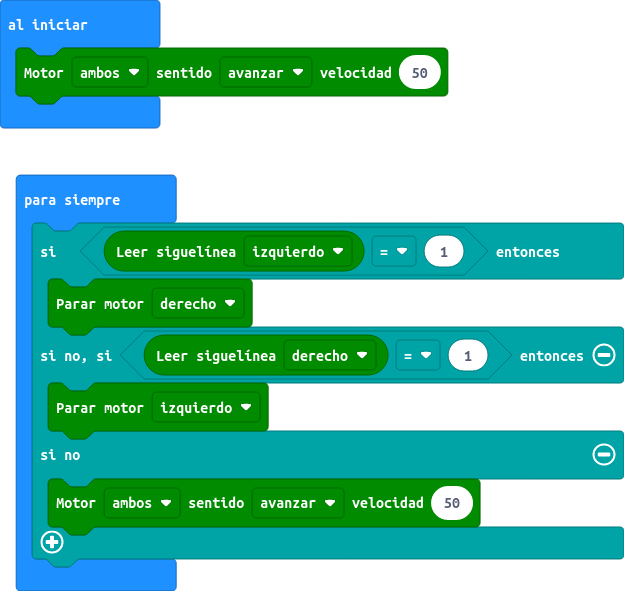 al iniciar
Motor ambos sentido avanzar velocidad 50
para siempre
si Leer siguelínea izquierdo = 1 entonces
Parar motor derecho
si no, si Leer siguelínea derecho = 1 entonces
Parar motor izquierdo
si no
Motor ambos sentido avanzar velocidad 50